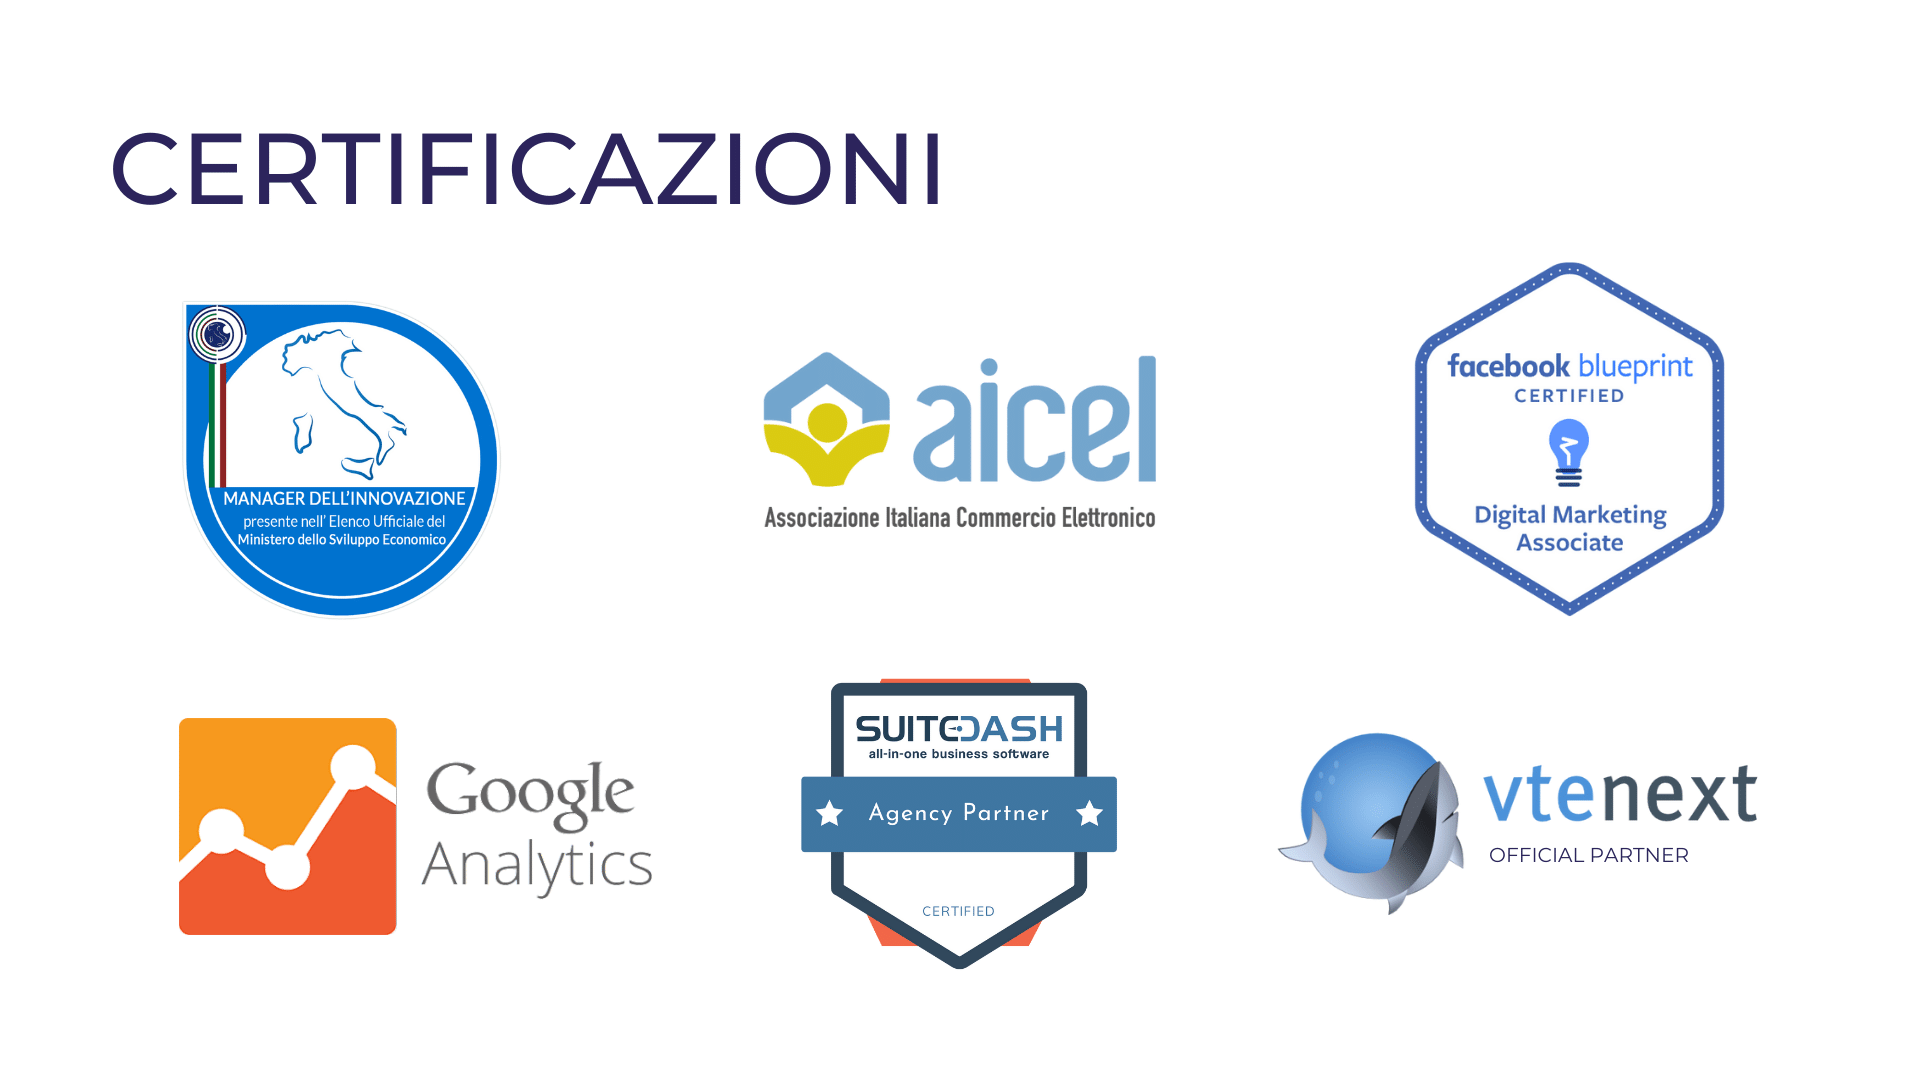 CERTIFICAZIONI
MANAGER DELL'INNOVAZIONE
presente nell' Elenco Ufficiale del
Ministero dello Sviluppo Economico
aicel
Associazione Italiana Commercio Elettronico
facebook blueprint
CERTIFIED
Digital Marketing
Associate
Google
Analytics
SUITEDASH
all-in-one business software
Agency Partner
CERTIFIED
vtenext
OFFICIAL PARTNER